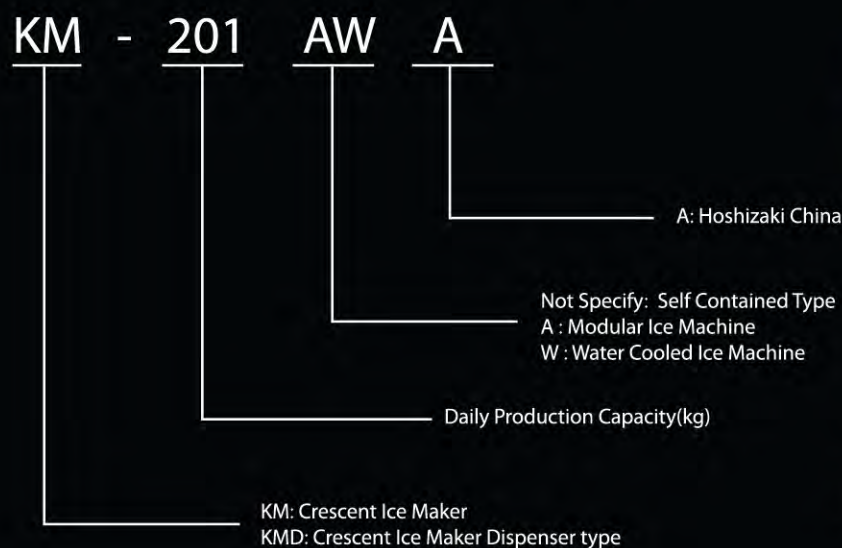 KM - 201 AW A
A: Hoshizaki China
Not Specify: Self Contained Type
A : Modular Ice Machine
W : Water Cooled Ice Machine
Daily Production Capacity(kg)
KM: Crescent Ice Maker
KMD: Crescent Ice Maker Dispenser type